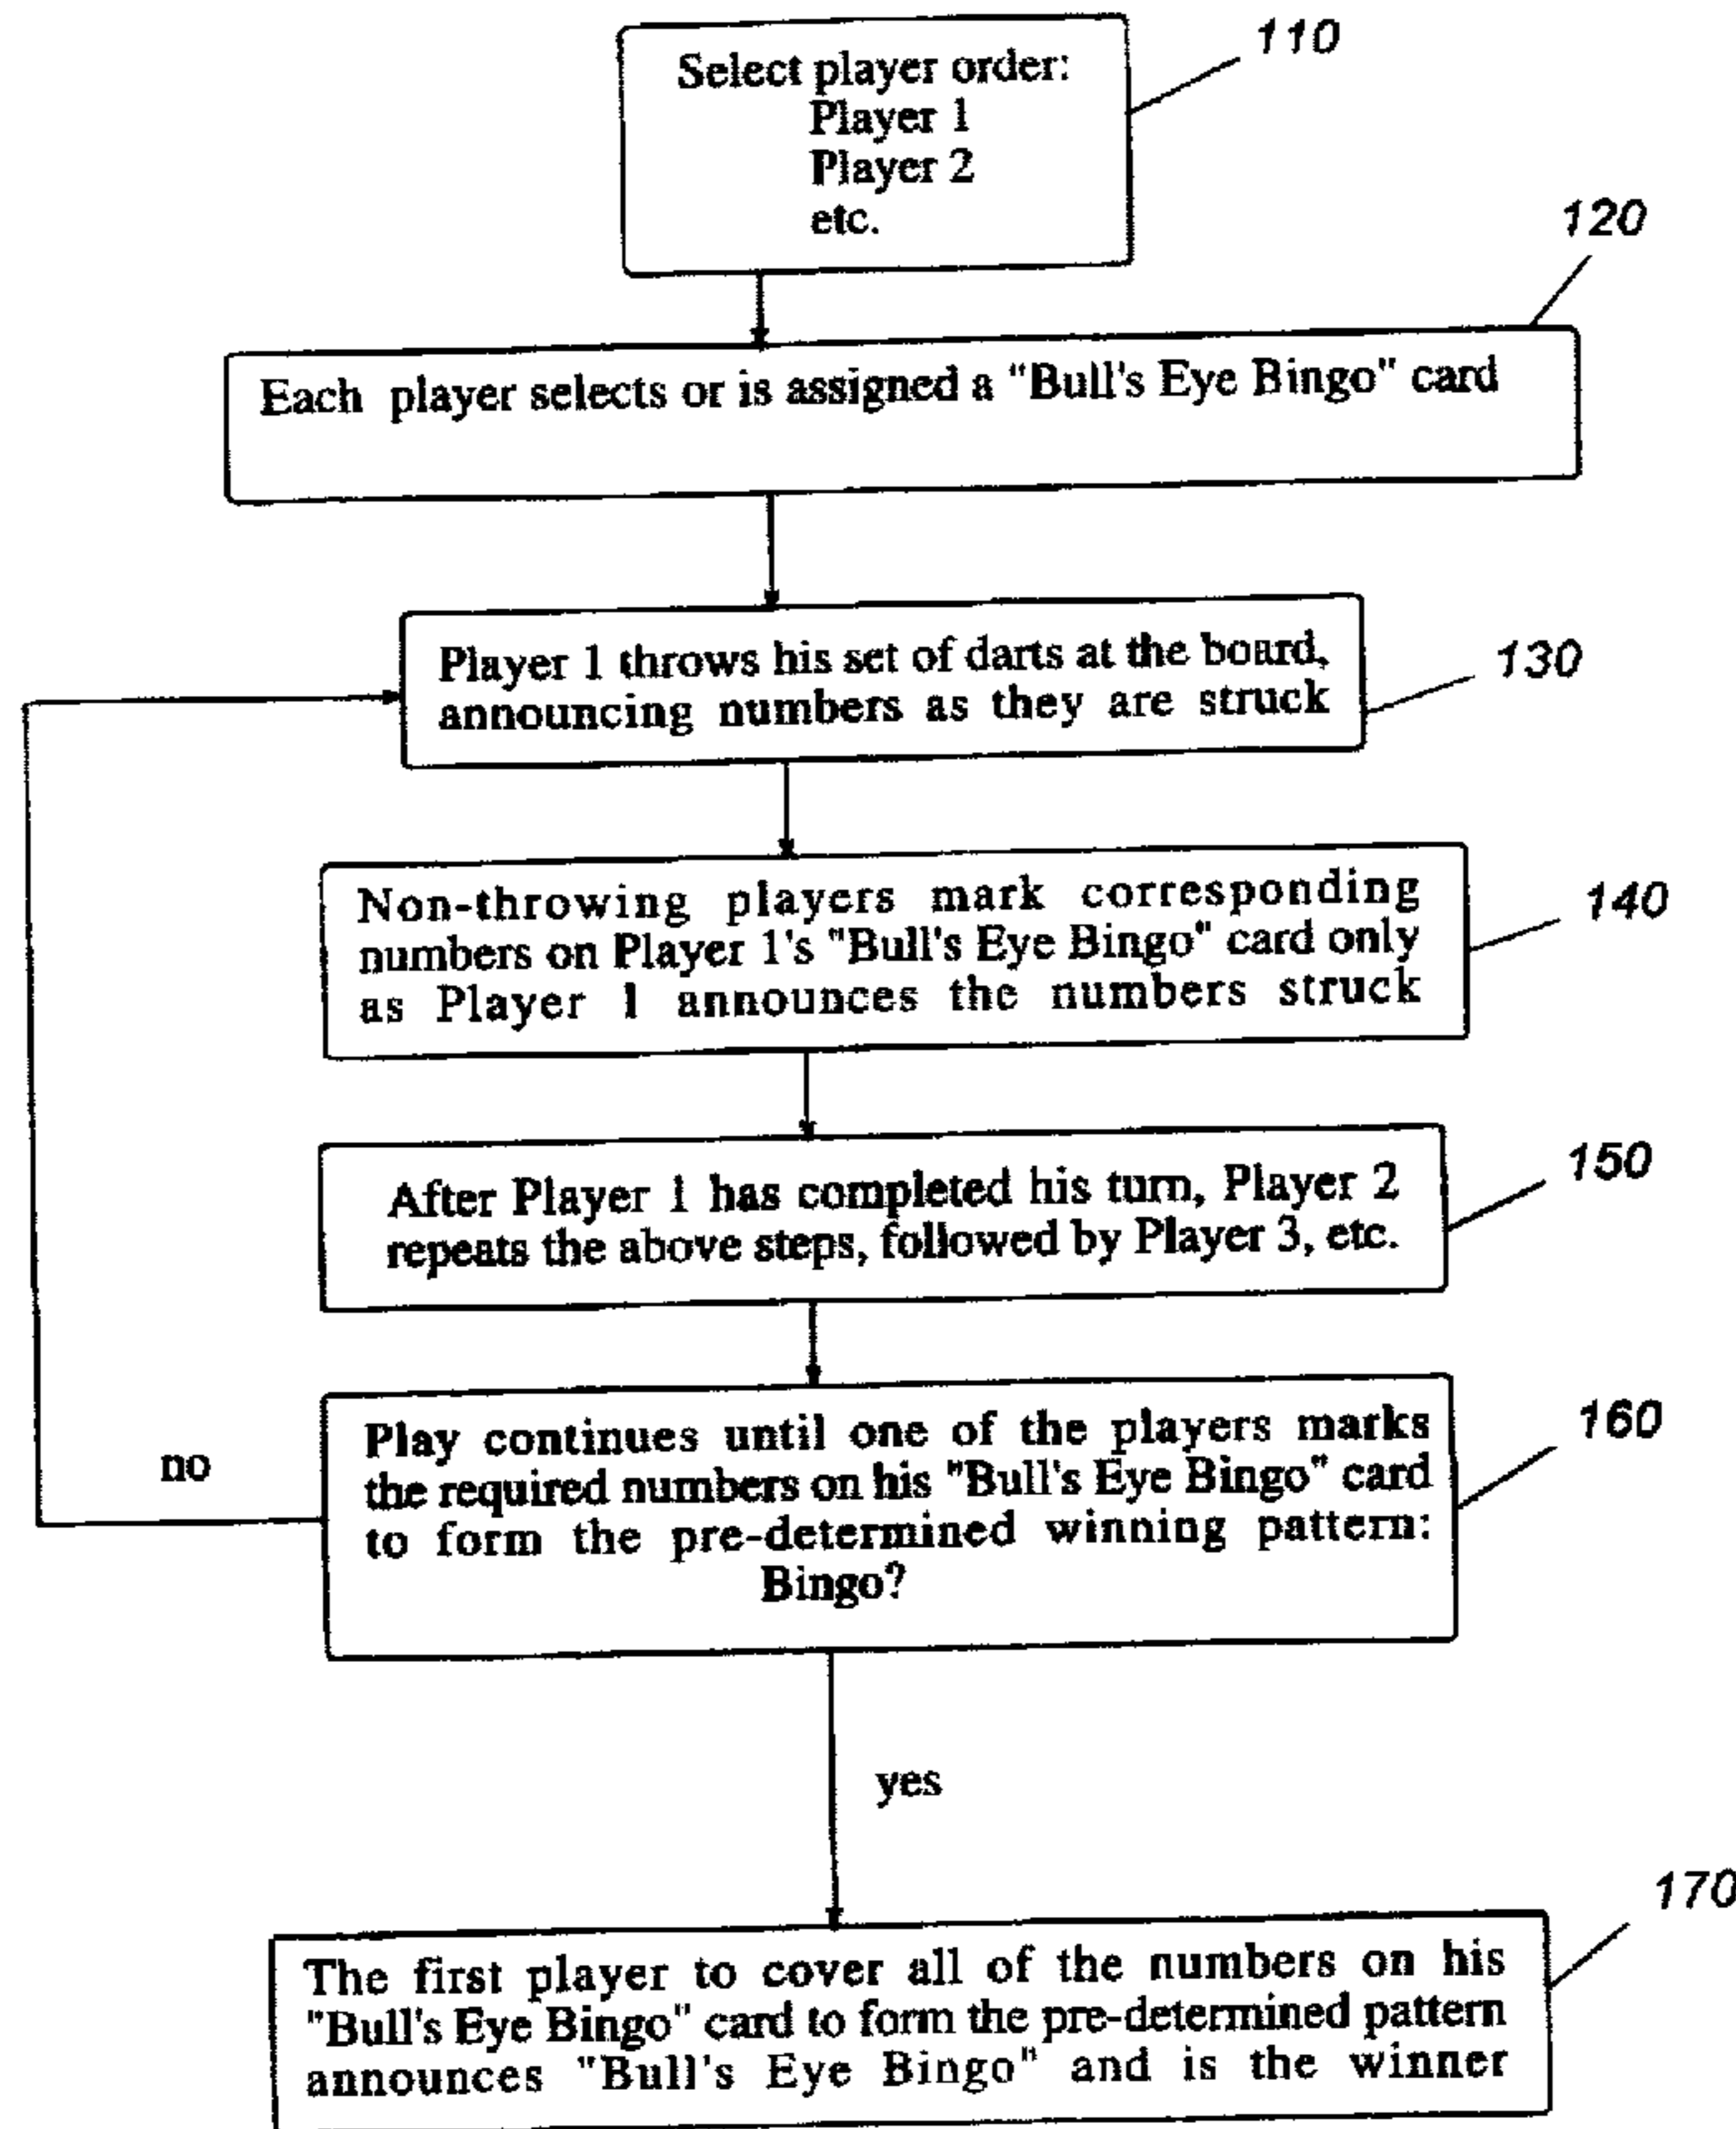 110
Select player order:
Player 1
Player 2
etc.
120
Each player selects or is assigned a "Bull's Eye Bingo" card
130
Player 1 throws his set of darts at the board,
announcing numbers as they are struck
140
Non-throwing players mark corresponding
numbers on Player 1's "Bull's Eye Bingo" card only
as Player 1 announces the numbers struck
150
After Player 1 has completed his turn, Player 2
repeats the above steps, followed by Player 3, etc.
160
Play continues until one of the players marks
the required numbers on his "Bull's Eye Bingo" card
to form the pre-determined winning pattern:
Bingo?
no
yes
170
The first player to cover all of the numbers on his
"Bull's Eye Bingo" card to form the pre-determined pattern
announces "Bull's Eye Bingo" and is the winner